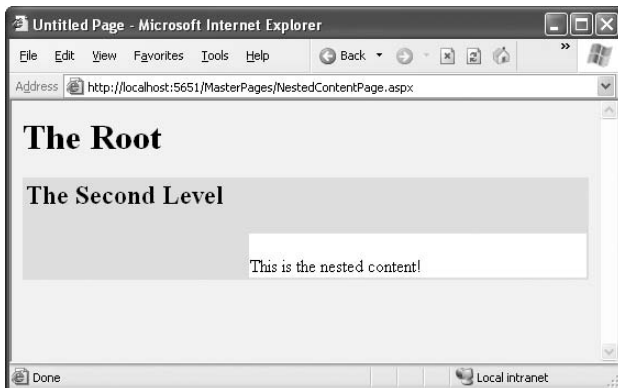 Untitled Page - Microsoft Internet Explorer
File Edit View Favorites Tools Help Back »
Address http://localhost:5651/MasterPages/NestedContentPage.aspx
The Root
The Second Level
This is the nested content!
Done Local intranet